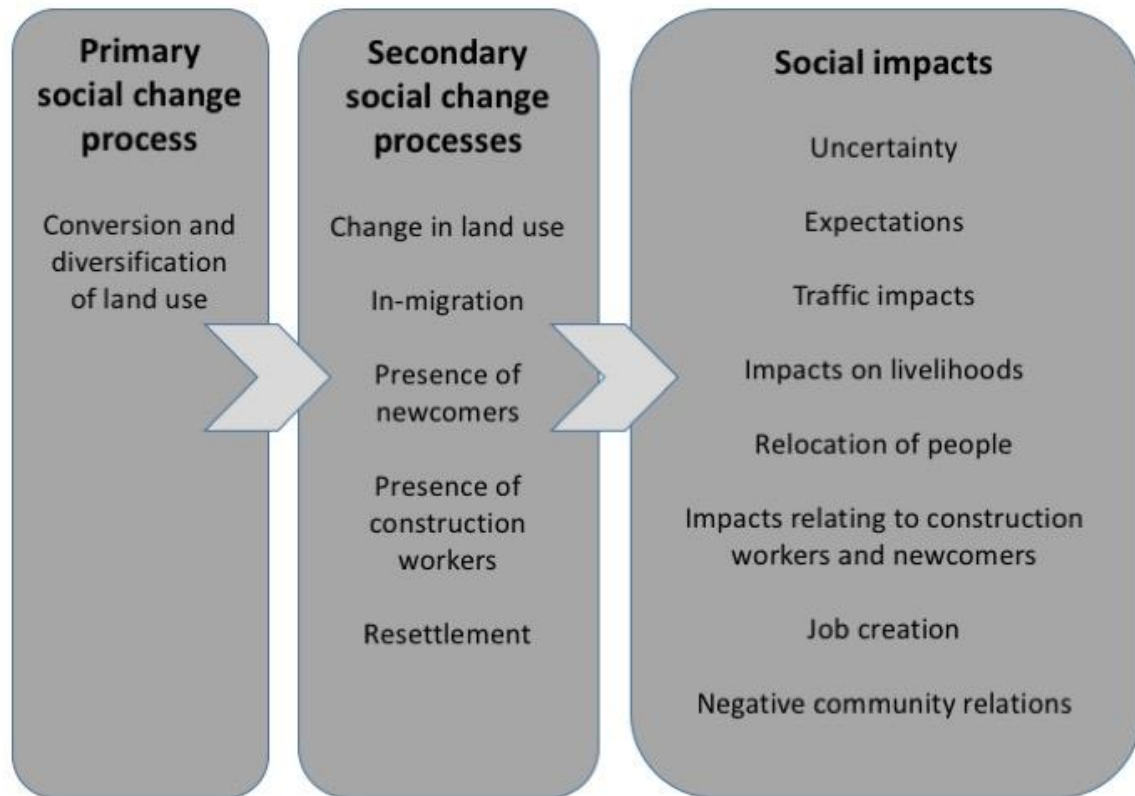 Primary
social change
process
Conversion and
diversification
of land use
Secondary
social change
processes
Change in land use
In-migration
Presence of
newcomers
Presence of
construction
workers
Resettlement
Social impacts
Uncertainty
Expectations
Traffic impacts
Impacts on livelihoods
Relocation of people
Impacts relating to construction
workers and newcomers
Job creation
Negative community relations